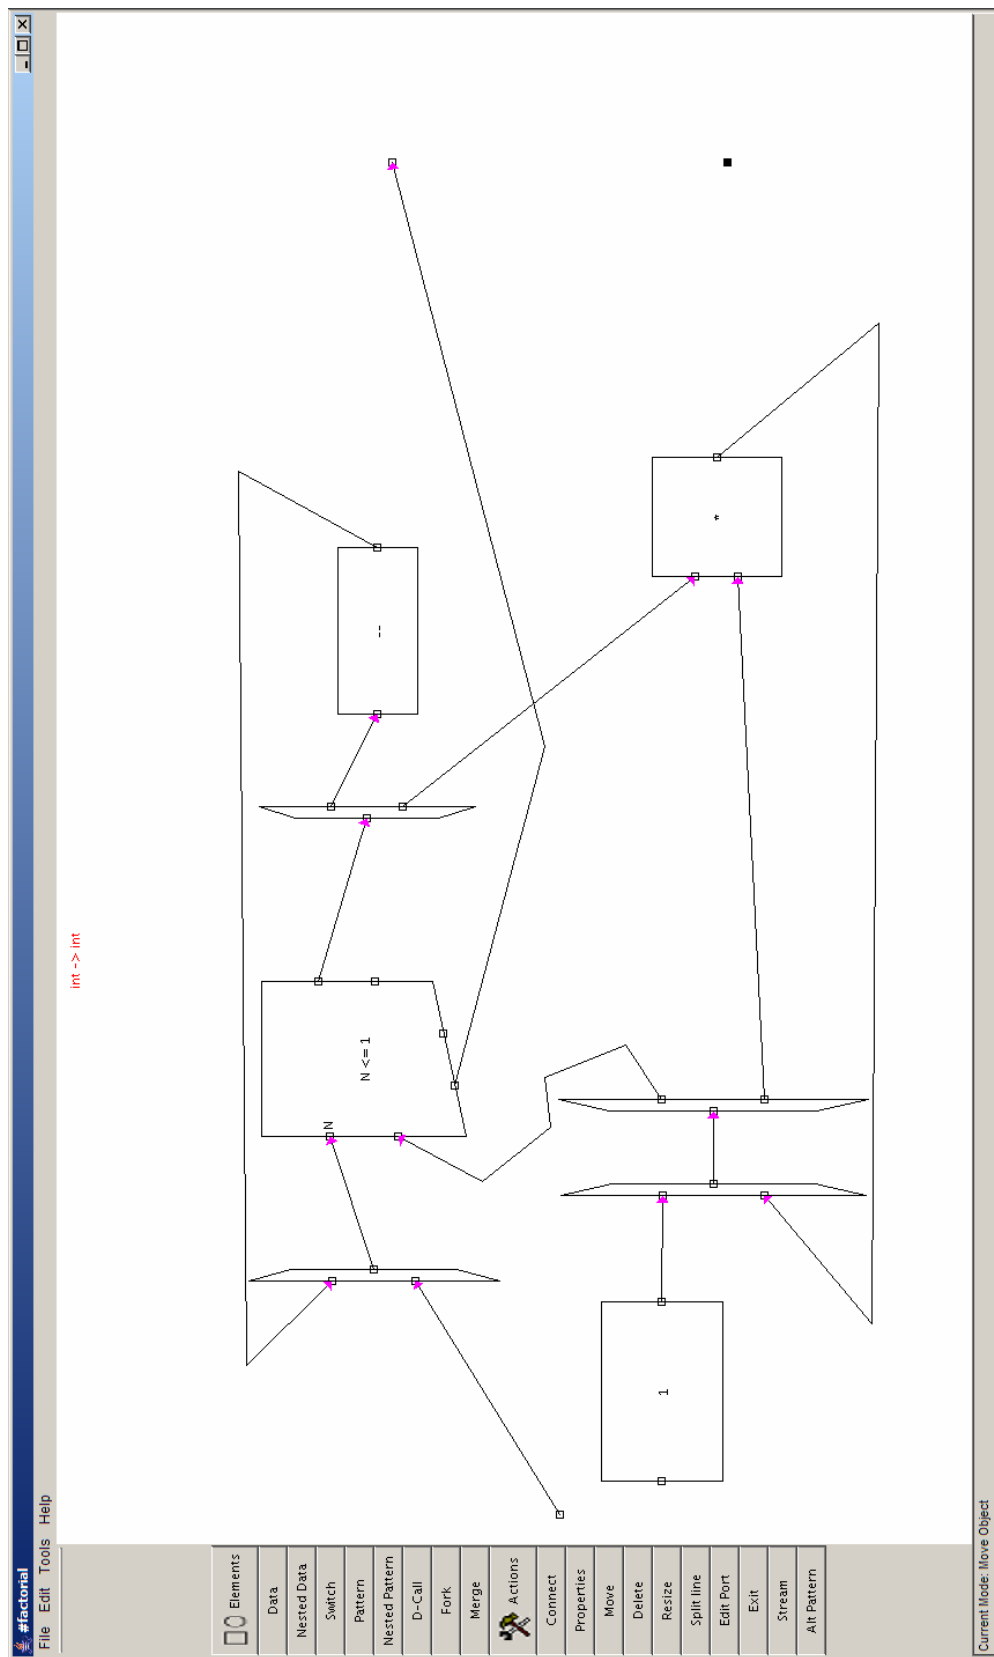 #factorial
File Edit Tools Help
int -> int
Elements
Data
Nested Data
Switch
Pattern
Nested Pattern
D-Call
Fork
Merge
Actions
Connect
Properties
Move
Delete
Resize
Split line
Edit Port
Exit
Stream
Alt Pattern
N
N <= 1
--
*
1
Current Mode: Move Object